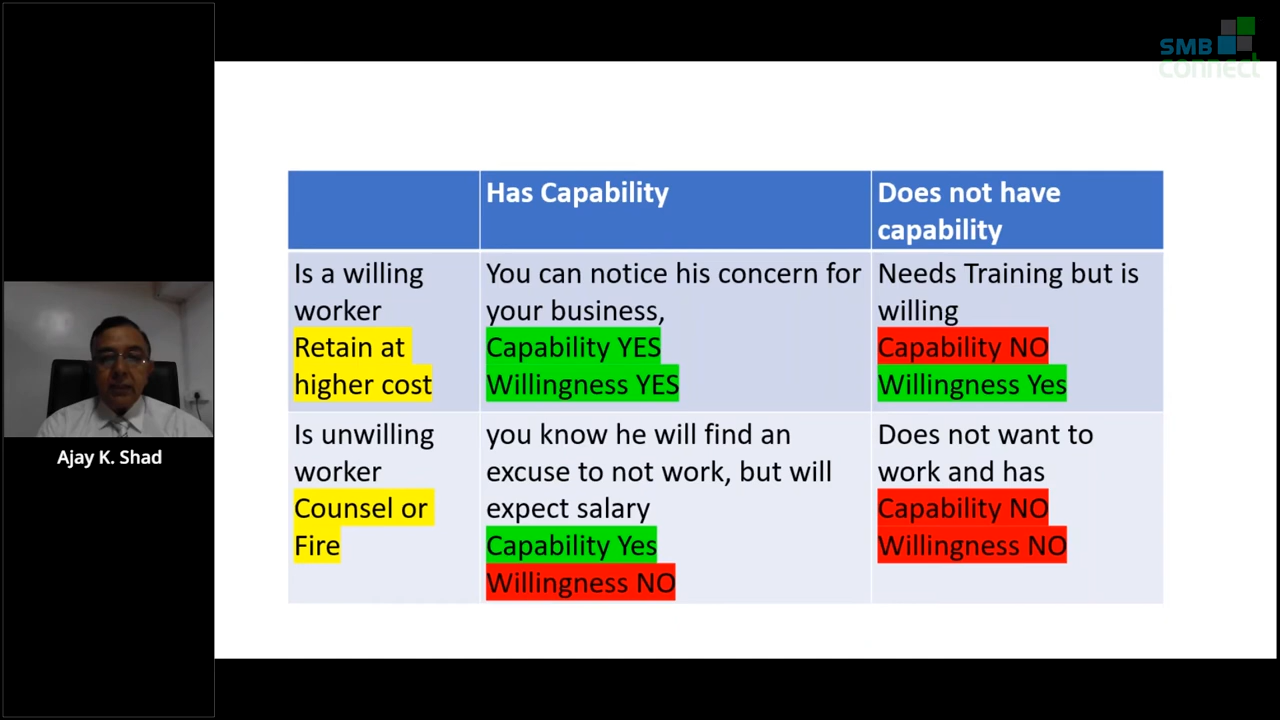 SMB
connect
Has Capability
Does not have
capability
Is a willing
worker
Retain at
higher cost
You can notice his concern for
your business,
Capability YES
Willingness YES
Needs Training but is
willing
Capability NO
Willingness Yes
Is unwilling
worker
Counsel or
Fire
you know he will find an
excuse to not work, but will
expect salary
Capability Yes
Willingness NO
Does not want to
work and has
Capability NO
Willingness NO
Ajay K. Shad